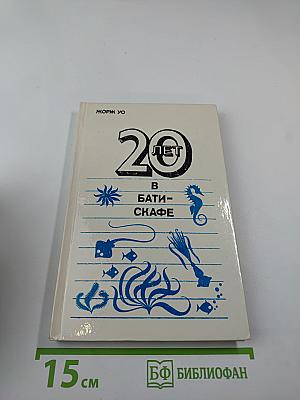 ЖОРЖ УО
20
ЛЕТ
В
БАТИ-
СКАФЕ
15 см
БФ БИБЛИОФАН